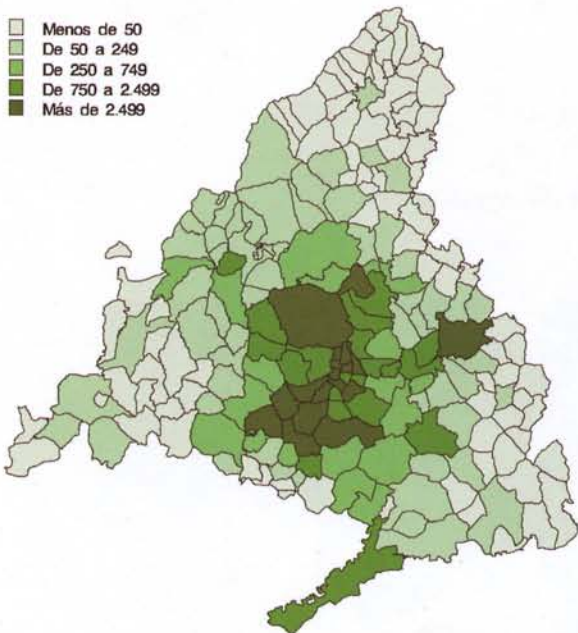 Menos de 50
De 50 a 249
De 250 a 749
De 750 a 2.499
Más de 2.499